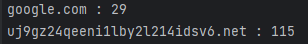 google.com : 29
uj9gz24qeeni1lby2l214idsv6.net : 115